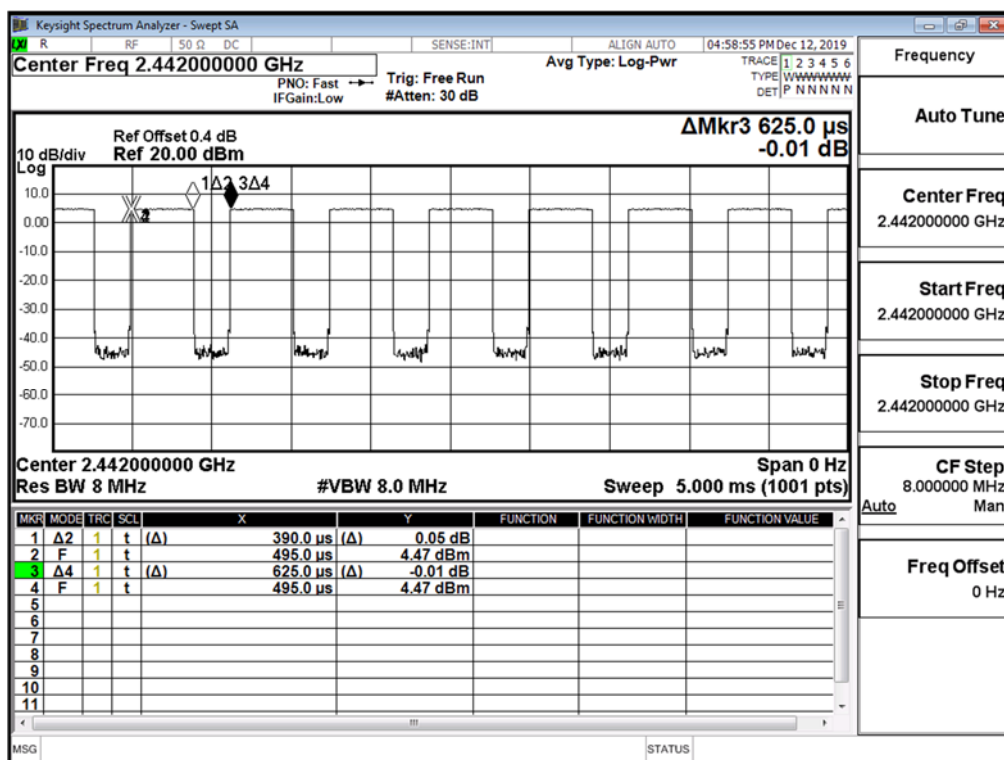 Keysight Spectrum Analyzer - Swept SA
LXI R RF 50 Ω DC SENSE:INT ALIGN AUTO 04:58:55 PM Dec 12, 2019
Center Freq 2.442000000 GHz
PNO: Fast
IFGain:Low
Trig: Free Run
#Atten: 30 dB
Avg Type: Log-Pwr
TRACE 1 2 3 4 5 6
TYPE WWWWWW
DET P N N N N N
Ref Offset 0.4 dB
Ref 20.00 dBm
10 dB/div
Log
ΔMkr3 625.0 µs
-0.01 dB
1Δ2 3Δ4
10.0
0.00
-10.0
-20.0
-30.0
-40.0
-50.0
-60.0
-70.0
Center 2.442000000 GHz Span 0 Hz
Res BW 8 MHz #VBW 8.0 MHz Sweep 5.000 ms (1001 pts)
MKR MODE TRC SCL X Y FUNCTION FUNCTION WIDTH FUNCTION VALUE
1 Δ2 1 t (Δ) 390.0 µs (Δ) 0.05 dB
2 F 1 t 495.0 µs 4.47 dBm
3 Δ4 1 t (Δ) 625.0 µs (Δ) -0.01 dB
4 F 1 t 495.0 µs 4.47 dBm
5
6
7
8
9
10
11
MSG STATUS
Frequency
Auto Tune
Center Freq
2.442000000 GHz
Start Freq
2.442000000 GHz
Stop Freq
2.442000000 GHz
CF Step
8.000000 MHz
Auto Man
Freq Offset
0 Hz